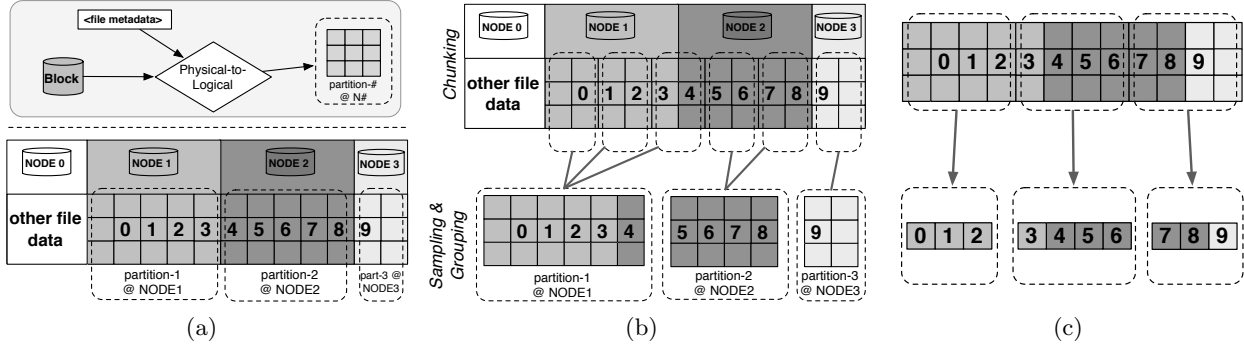 <file metadata>
Block
Physical-to-
Logical
partition-#
@ N#
NODE 0
NODE 1
NODE 2
NODE 3
other file
data
0 1 2 3 4 5 6 7 8 9
partition-1
@ NODE1
partition-2
@ NODE2
part-3 @
NODE3
(a)
Chunking
NODE 0
NODE 1
NODE 2
NODE 3
other file
data
0 1 2 3 4 5 6 7 8 9
Sampling &
Grouping
0 1 2 3 4
5 6 7 8
9
partition-1
@ NODE1
partition-2
@ NODE2
partition-3
@ NODE3
(b)
0 1 2 3 4 5 6 7 8 9
0 1 2
3 4 5 6
7 8 9
(c)